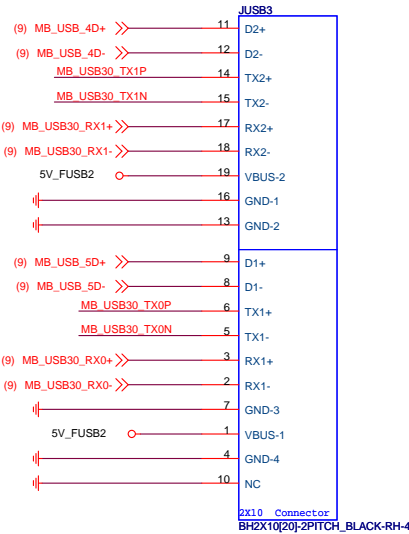 JUSB3
(9) MB_USB_4D+ 11 D2+
(9) MB_USB_4D- 12 D2-
MB_USB30_TX1P 14 TX2+
MB_USB30_TX1N 15 TX2-
(9) MB_USB30_RX1+ 17 RX2+
(9) MB_USB30_RX1- 18 RX2-
5V_FUSB2 19 VBUS-2
16 GND-1
13 GND-2
(9) MB_USB_5D+ 9 D1+
(9) MB_USB_5D- 8 D1-
MB_USB30_TX0P 6 TX1+
MB_USB30_TX0N 5 TX1-
(9) MB_USB30_RX0+ 3 RX1+
(9) MB_USB30_RX0- 2 RX1-
7 GND-3
5V_FUSB2 1 VBUS-1
4 GND-4
10 NC
2X10 Connector
BH2X10[20]-2PITCH_BLACK-RH-4